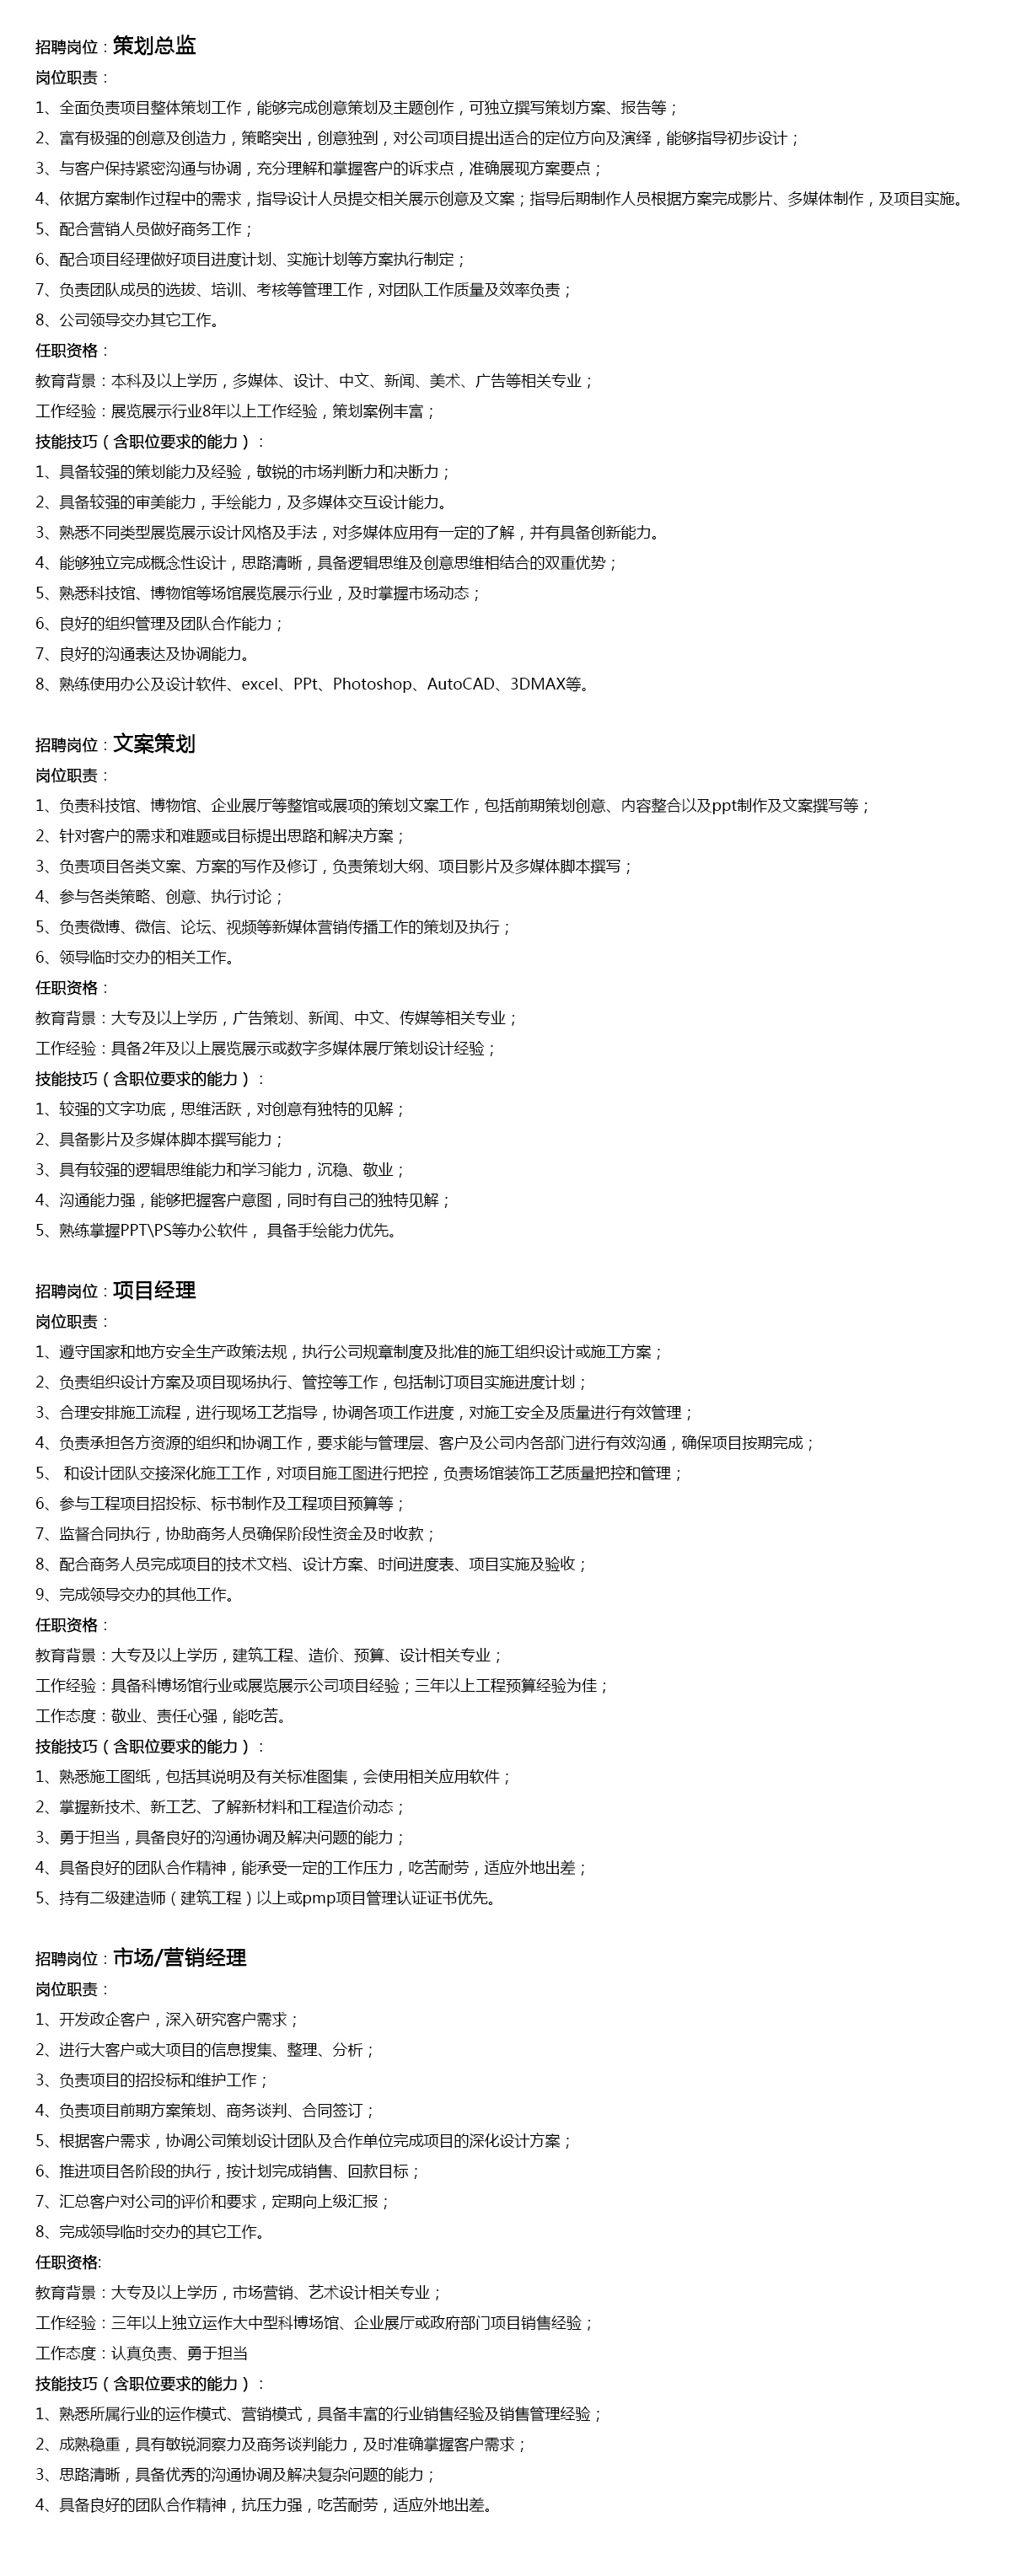 招聘岗位：策划总监
岗位职责：
1、全面负责项目整体策划工作，能够完成创意策划及主题创作，可独立撰写策划方案、报告等；
2、富有极强的创意及创造力，策略突出，创意独到，对公司项目提出适合的定位方向及演绎，能够指导初步设计；
3、与客户保持紧密沟通与协调，充分理解和掌握客户的诉求点，准确展现方案要点；
4、依据方案制作过程中的需求，指导设计人员提交相关展示创意及文案；指导后期制作人员根据方案完成影片、多媒体制作，及项目实施。
5、配合营销人员做好商务工作；
6、配合项目经理做好项目进度计划、实施计划等方案执行制定；
7、负责团队成员的选拔、培训、考核等管理工作，对团队工作质量及效率负责；
8、公司领导交办其它工作。
任职资格：
教育背景：本科及以上学历，多媒体、设计、中文、新闻、美术、广告等相关专业；
工作经验：展览展示行业8年以上工作经验，策划案例丰富；
技能技巧（含职位要求的能力）：
1、具备较强的策划能力及经验，敏锐的市场判断力和决断力；
2、具备较强的审美能力，手绘能力，及多媒体交互设计能力。
3、熟悉不同类型展览展示设计风格及手法，对多媒体应用有一定的了解，并有具备创新能力。
4、能够独立完成概念性设计，思路清晰，具备逻辑思维及创意思维相结合的双重优势；
5、熟悉科技馆、博物馆等场馆展览展示行业，及时掌握市场动态；
6、良好的组织管理及团队合作能力；
7、良好的沟通表达及协调能力。
8、熟练使用办公及设计软件、excel、PPt、Photoshop、AutoCAD、3DMAX等。
招聘岗位：文案策划
岗位职责：
1、负责科技馆、博物馆、企业展厅等整馆或展项的策划文案工作，包括前期策划创意、内容整合以及ppt制作及文案撰写等；
2、针对客户的需求和难题或目标提出思路和解决方案；
3、负责项目各类文案、方案的写作及修订，负责策划大纲、项目影片及多媒体脚本撰写；
4、参与各类策略、创意、执行讨论；
5、负责微博、微信、论坛、视频等新媒体营销传播工作的策划及执行；
6、领导临时交办的相关工作。
任职资格：
教育背景：大专及以上学历，广告策划、新闻、中文、传媒等相关专业；
工作经验：具备2年及以上展览展示或数字多媒体展厅策划设计经验；
技能技巧（含职位要求的能力）：
1、较强的文字功底，思维活跃，对创意有独特的见解；
2、具备影片及多媒体脚本撰写能力；
3、具有较强的逻辑思维能力和学习能力，沉稳、敬业；
4、沟通能力强，能够把握客户意图，同时有自己的独特见解；
5、熟练掌握PPT\PS等办公软件， 具备手绘能力优先。
招聘岗位：项目经理
岗位职责：
1、遵守国家和地方安全生产政策法规，执行公司规章制度及批准的施工组织设计或施工方案；
2、负责组织设计方案及项目现场执行、管控等工作，包括制订项目实施进度计划；
3、合理安排施工流程，进行现场工艺指导，协调各项工作进度，对施工安全及质量进行有效管理；
4、负责承担各方资源的组织和协调工作，要求能与管理层、客户及公司内各部门进行有效沟通，确保项目按期完成；
5、 和设计团队交接深化施工工作，对项目施工图进行把控，负责场馆装饰工艺质量把控和管理；
6、参与工程项目招投标、标书制作及工程项目预算等；
7、监督合同执行，协助商务人员确保阶段性资金及时收款；
8、配合商务人员完成项目的技术文档、设计方案、时间进度表、项目实施及验收；
9、完成领导交办的其他工作。
任职资格：
教育背景：大专及以上学历，建筑工程、造价、预算、设计相关专业；
工作经验：具备科博场馆行业或展览展示公司项目经验；三年以上工程预算经验为佳；
工作态度：敬业、责任心强，能吃苦。
技能技巧（含职位要求的能力）：
1、熟悉施工图纸，包括其说明及有关标准图集，会使用相关应用软件；
2、掌握新技术、新工艺、了解新材料和工程造价动态；
3、勇于担当，具备良好的沟通协调及解决问题的能力；
4、具备良好的团队合作精神，能承受一定的工作压力，吃苦耐劳，适应外地出差；
5、持有二级建造师（建筑工程）以上或pmp项目管理认证证书优先。
招聘岗位：市场/营销经理
岗位职责：
1、开发政企客户，深入研究客户需求；
2、进行大客户或大项目的信息搜集、整理、分析；
3、负责项目的招投标和维护工作；
4、负责项目前期方案策划、商务谈判、合同签订；
5、根据客户需求，协调公司策划设计团队及合作单位完成项目的深化设计方案；
6、推进项目各阶段的执行，按计划完成销售、回款目标；
7、汇总客户对公司的评价和要求，定期向上级汇报；
8、完成领导临时交办的其它工作。
任职资格:
教育背景：大专及以上学历，市场营销、艺术设计相关专业；
工作经验：三年以上独立运作大中型科博场馆、企业展厅或政府部门项目销售经验；
工作态度：认真负责、勇于担当
技能技巧（含职位要求的能力）：
1、熟悉所属行业的运作模式、营销模式，具备丰富的行业销售经验及销售管理经验；
2、成熟稳重，具有敏锐洞察力及商务谈判能力，及时准确掌握客户需求；
3、思路清晰，具备优秀的沟通协调及解决复杂问题的能力；
4、具备良好的团队合作精神，抗压力强，吃苦耐劳，适应外地出差。